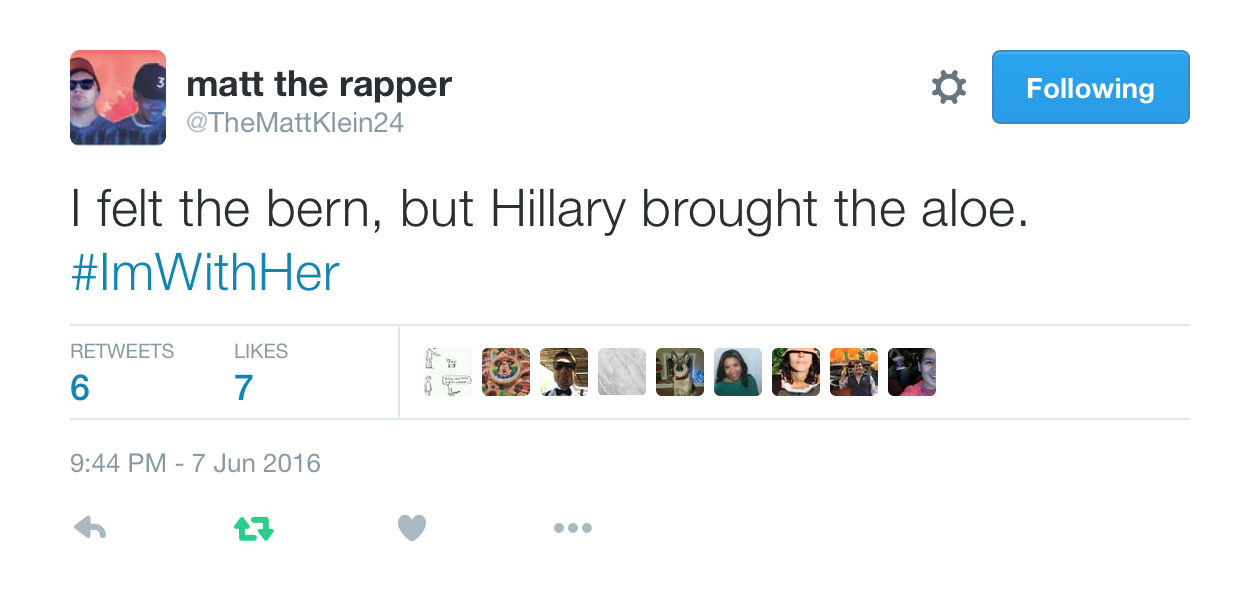 matt the rapper
@TheMattKlein24
Following
3
I felt the bern, but Hillary brought the aloe.
#ImWithHer
RETWEETS LIKES
6 7
9:44 PM - 7 Jun 2016